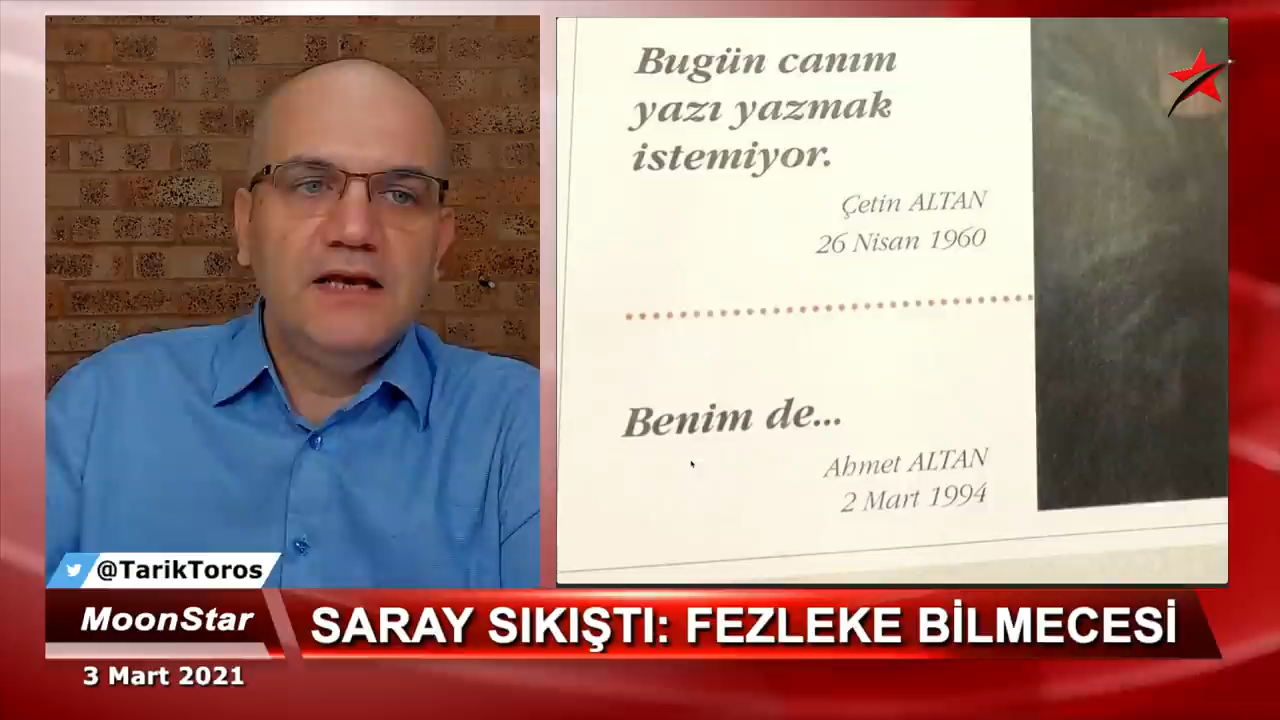 Bugün canım
yazı yazmak
istemiyor.
Çetin ALTAN
26 Nisan 1960
Benim de...
Ahmet ALTAN
2 Mart 1994
@TarikToros
MoonStar
SARAY SIKIŞTI: FEZLEKE BİLMECESİ
3 Mart 2021